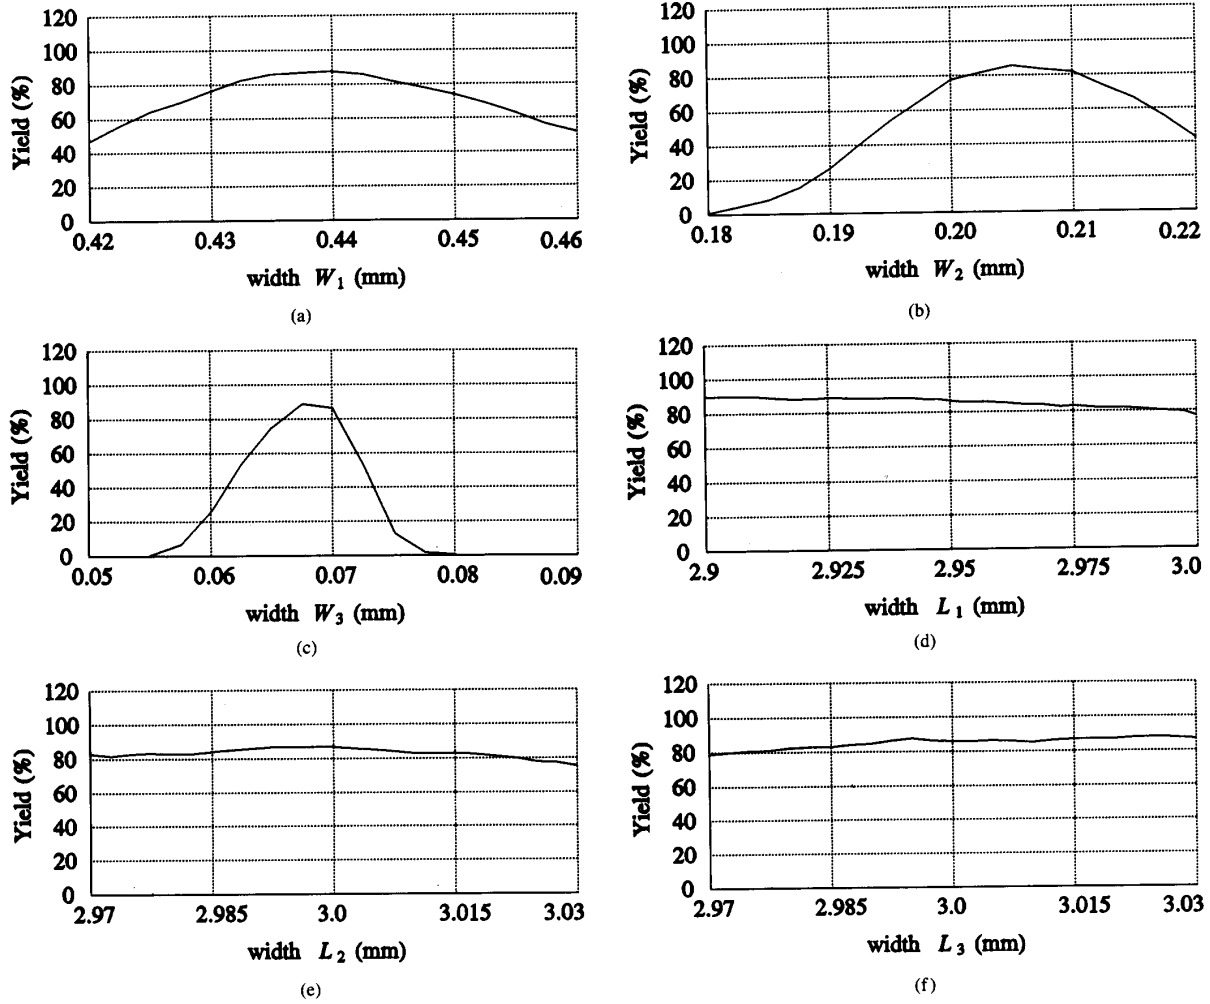 120
100
80
60
40
20
0
Yield (%)
0.42 0.43 0.44 0.45 0.46
width W1 (mm)
(a)
120
100
80
60
40
20
0
Yield (%)
0.18 0.19 0.20 0.21 0.22
width W2 (mm)
(b)
120
100
80
60
40
20
0
Yield (%)
0.05 0.06 0.07 0.08 0.09
width W3 (mm)
(c)
120
100
80
60
40
20
0
Yield (%)
2.9 2.925 2.95 2.975 3.0
width L1 (mm)
(d)
120
100
80
60
40
20
0
Yield (%)
2.97 2.985 3.0 3.015 3.03
width L2 (mm)
(e)
120
100
80
60
40
20
0
Yield (%)
2.97 2.985 3.0 3.015 3.03
width L3 (mm)
(f)